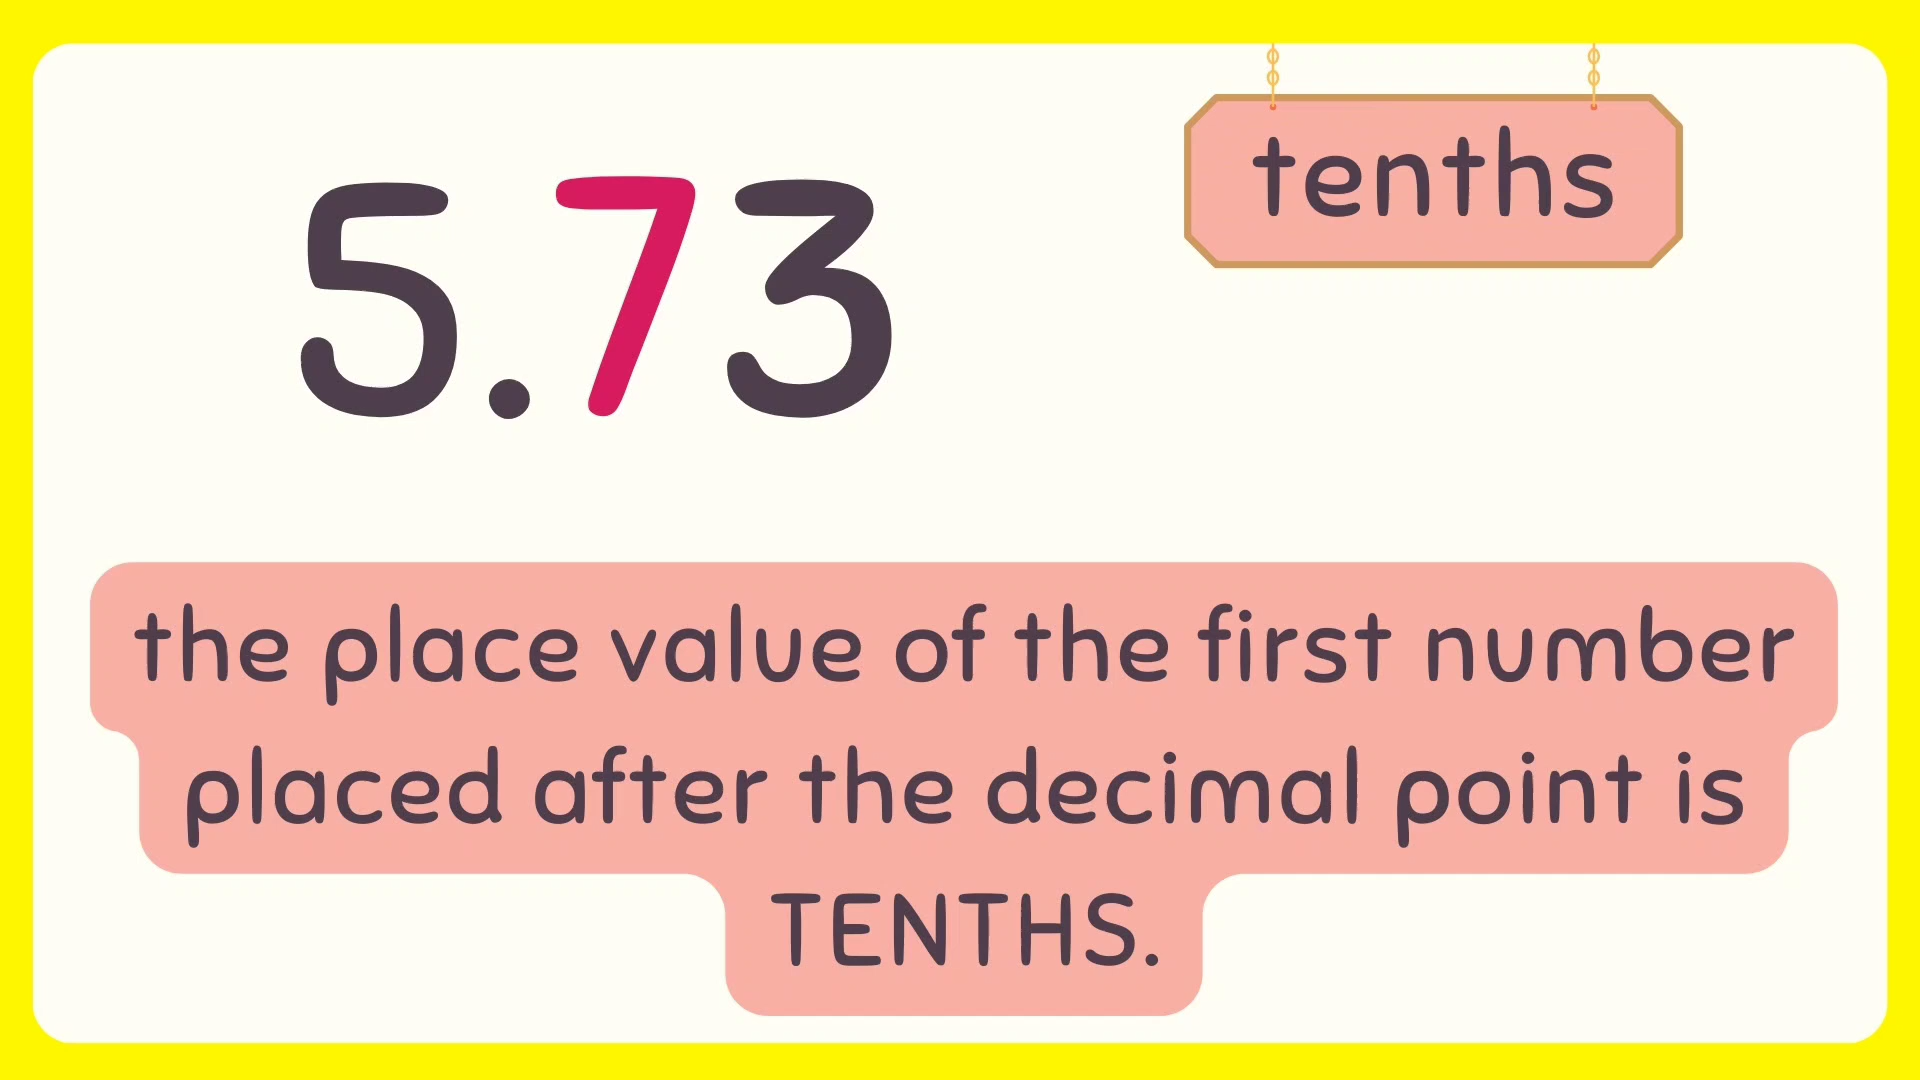 5.73
tenths
the place value of the first number
placed after the decimal point is
TENTHS.